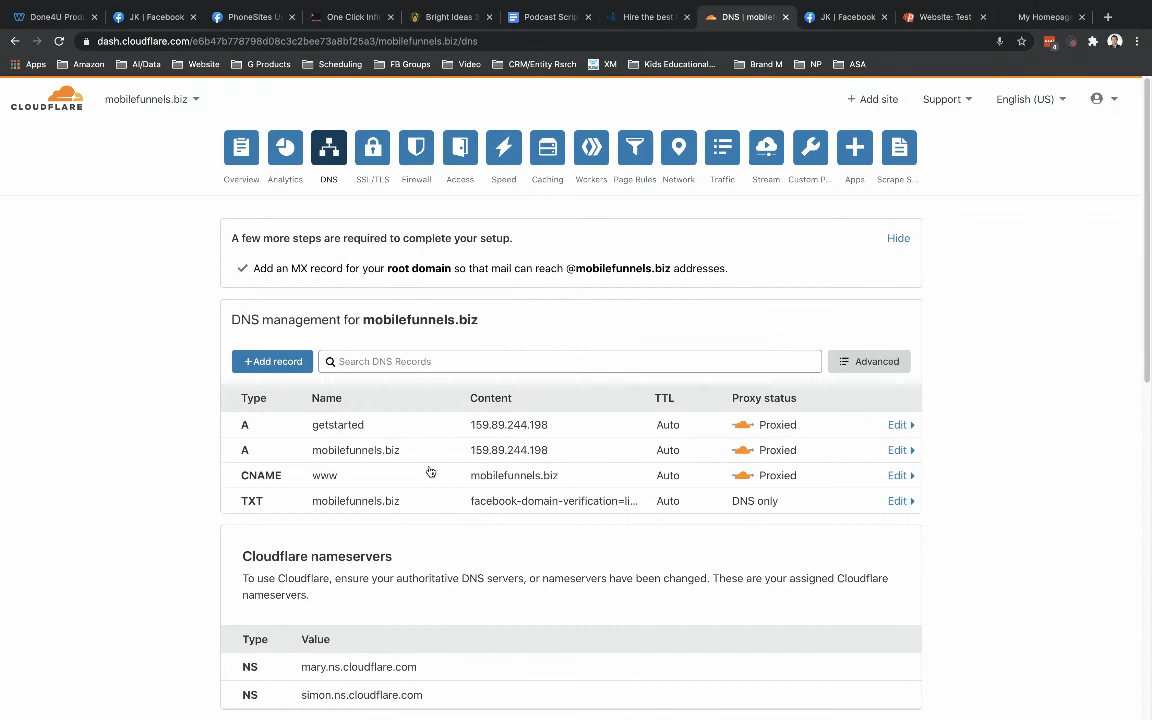 Done4U Produ
JK | Facebook
PhoneSites U
One Click Infl
Bright Ideas 3
Podcast Scrip
Hire the best
DNS | mobilef
JK | Facebook
Website: Test
My Homepag
dash.cloudflare.com/e6b47b778798d08c3c2bee73a8bf25a3/mobilefunnels.biz/dns
4
Apps Amazon AI/Data Website G Products Scheduling FB Groups Video CRM/Entity Rsrch XM Kids Educational... Brand M NP ASA
CLOUDFLARE
mobilefunnels.biz
+ Add site Support English (US)
Overview Analytics DNS SSL/TLS Firewall Access Speed Caching Workers Page Rules Network Traffic Stream Custom P... Apps Scrape S...
A few more steps are required to complete your setup. Hide
Add an MX record for your root domain so that mail can reach @mobilefunnels.biz addresses.
DNS management for mobilefunnels.biz
+Add record Search DNS Records Advanced
Type Name Content TTL Proxy status
A getstarted 159.89.244.198 Auto Proxied Edit
A mobilefunnels.biz 159.89.244.198 Auto Proxied Edit
CNAME www mobilefunnels.biz Auto Proxied Edit
TXT mobilefunnels.biz facebook-domain-verification=li... Auto DNS only Edit
Cloudflare nameservers
To use Cloudflare, ensure your authoritative DNS servers, or nameservers have been changed. These are your assigned Cloudflare
nameservers.
Type Value
NS mary.ns.cloudflare.com
NS simon.ns.cloudflare.com